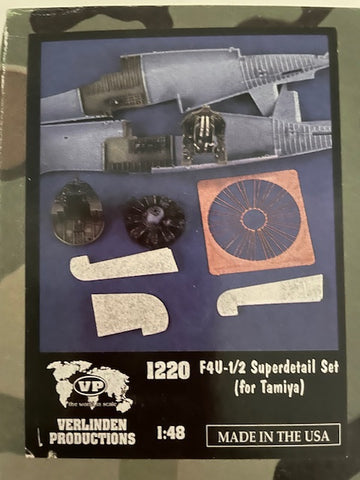 1220
F4U-1/2 Superdetail Set
(for Tamiya)
VP
the world in scale
VERLINDEN
PRODUCTIONS
1:48
MADE IN THE USA